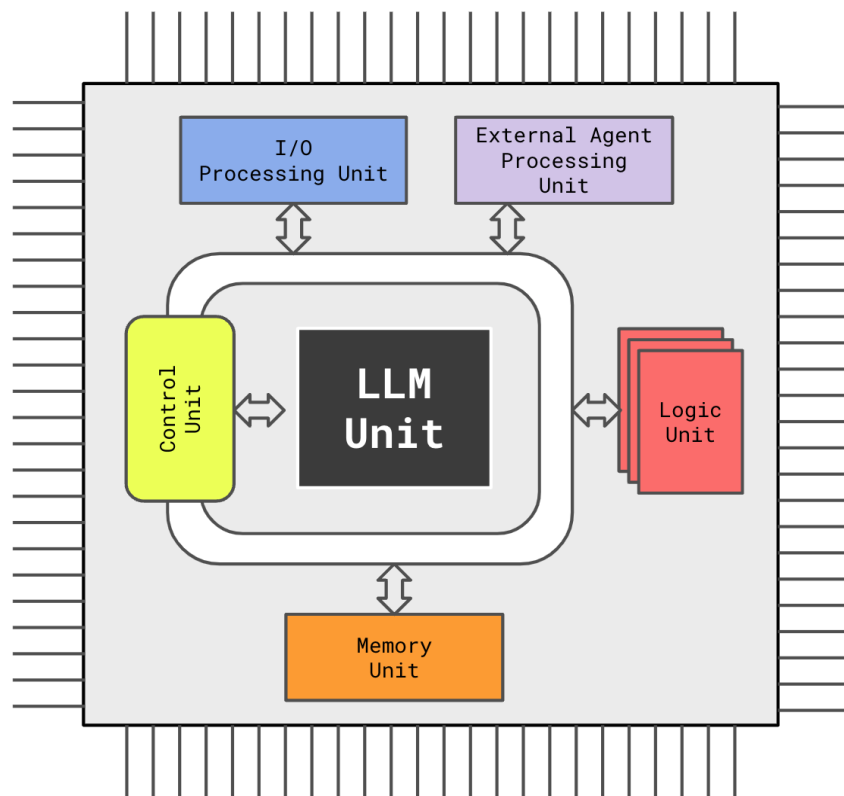 I/O
Processing Unit
External Agent
Processing
Unit
Control
Unit
LLM
Unit
Logic
Unit
Memory
Unit